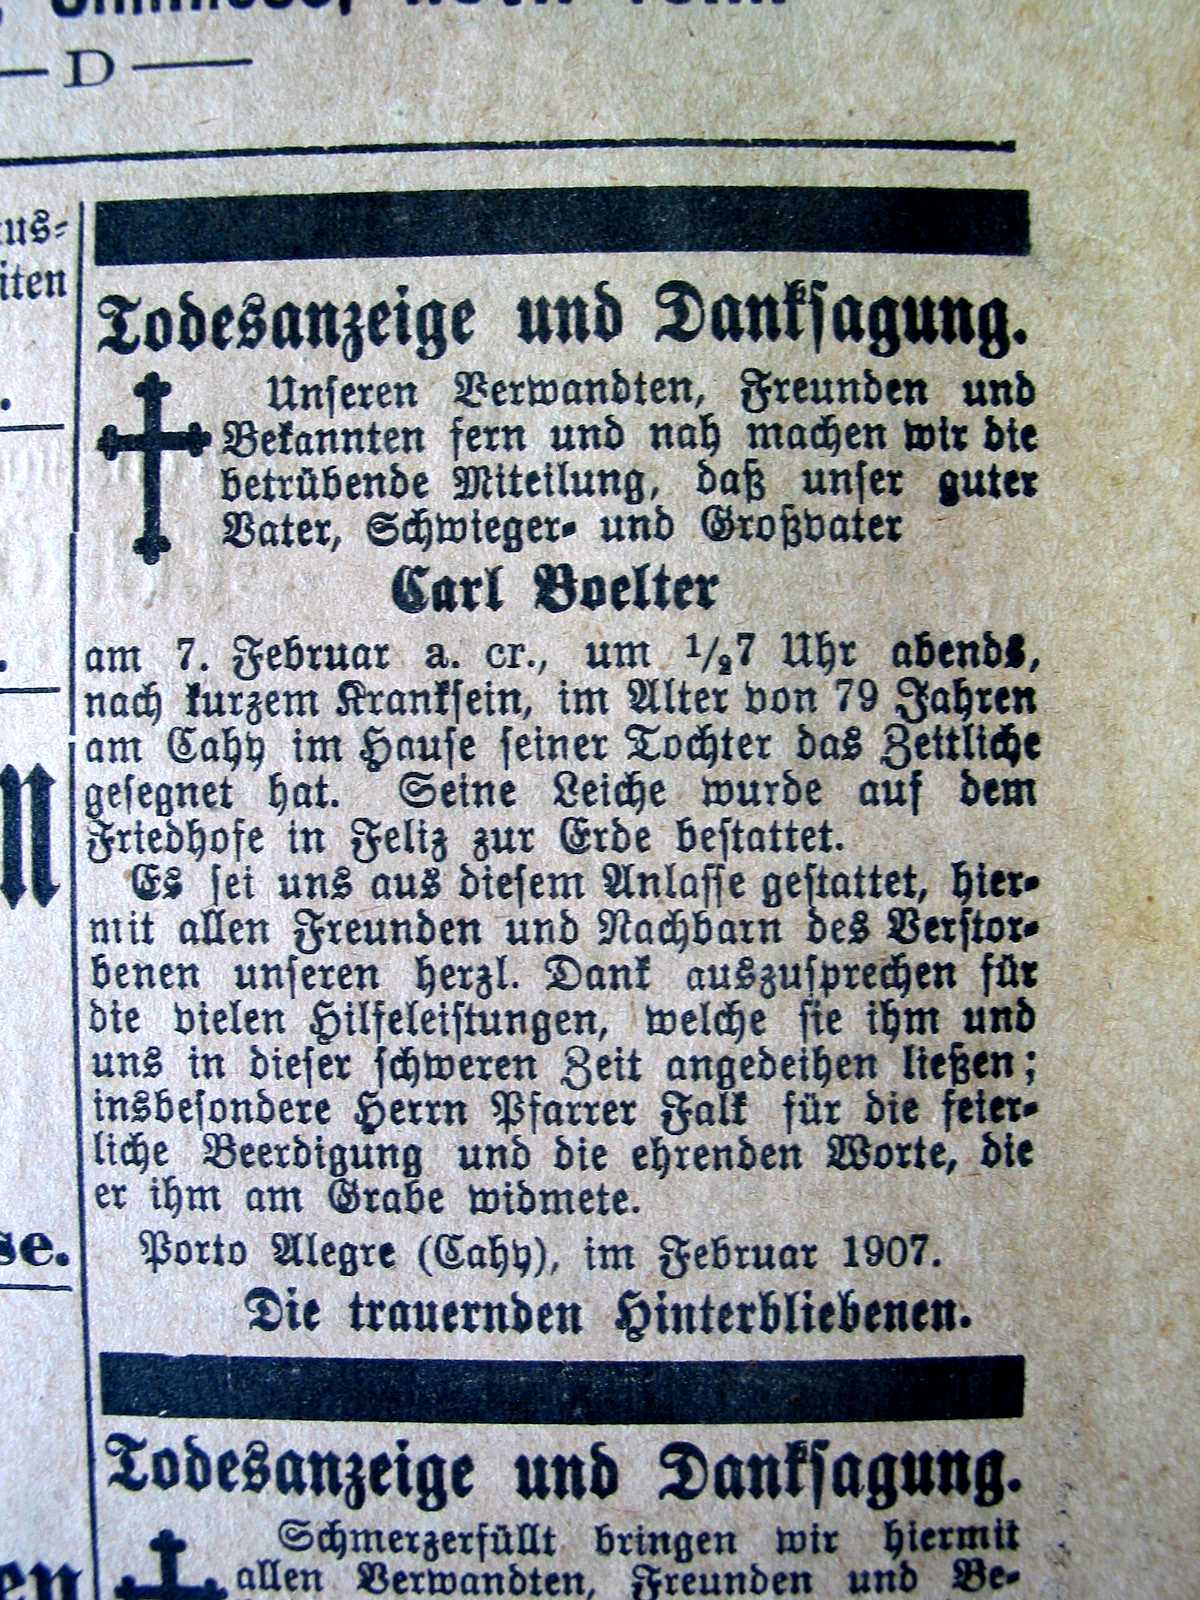 D
Todesanzeige und Danksagung.
Unseren Verwandten, Freunden und
Bekannten fern und nah machen wir die
betrübende Miteilung, daß unser guter
Vater, Schwieger- und Großvater
Carl Boelter
am 7. Februar a. cr., um 1/2 7 Uhr abends,
nach kurzem Kranksein, im Alter von 79 Jahren
am Cahy im Hause seiner Tochter das Zeitliche
gesegnet hat. Seine Leiche wurde auf dem
Friedhofe in Feliz zur Erde bestattet.
Es sei uns aus diesem Anlasse gestattet, hier-
mit allen Freunden und Nachbarn des Verstor-
benen unseren herzl. Dank auszusprechen für
die vielen Hilfeleistungen, welche sie ihm und
uns in dieser schweren Zeit angedeihen ließen;
insbesondere Herrn Pfarrer Falk für die feier-
liche Beerdigung und die ehrenden Worte, die
er ihm am Grabe widmete.
Porto Alegre (Cahy), im Februar 1907.
Die trauernden Hinterbliebenen.
Todesanzeige und Danksagung.
Schmerzerfüllt bringen wir hiermit
allen Verwandten, Freunden und Be-